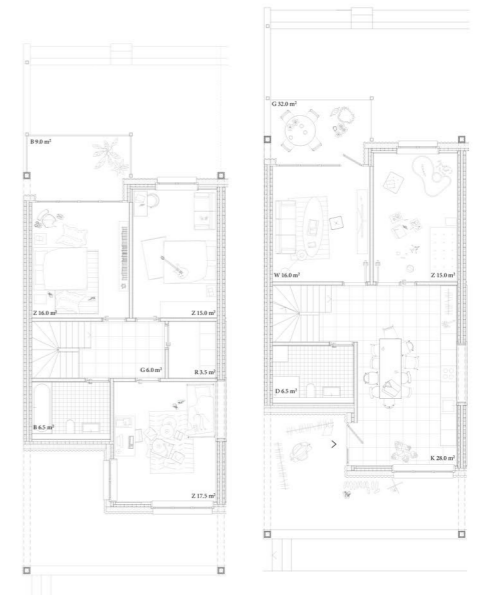 B 9.0 m²
Z 16.0 m²
Z 15.0 m²
G 6.0 m²
R 3.5 m²
B 6.5 m²
Z 17.5 m²
G 32.0 m²
W 16.0 m²
Z 15.0 m²
D 6.5 m²
K 28.0 m²